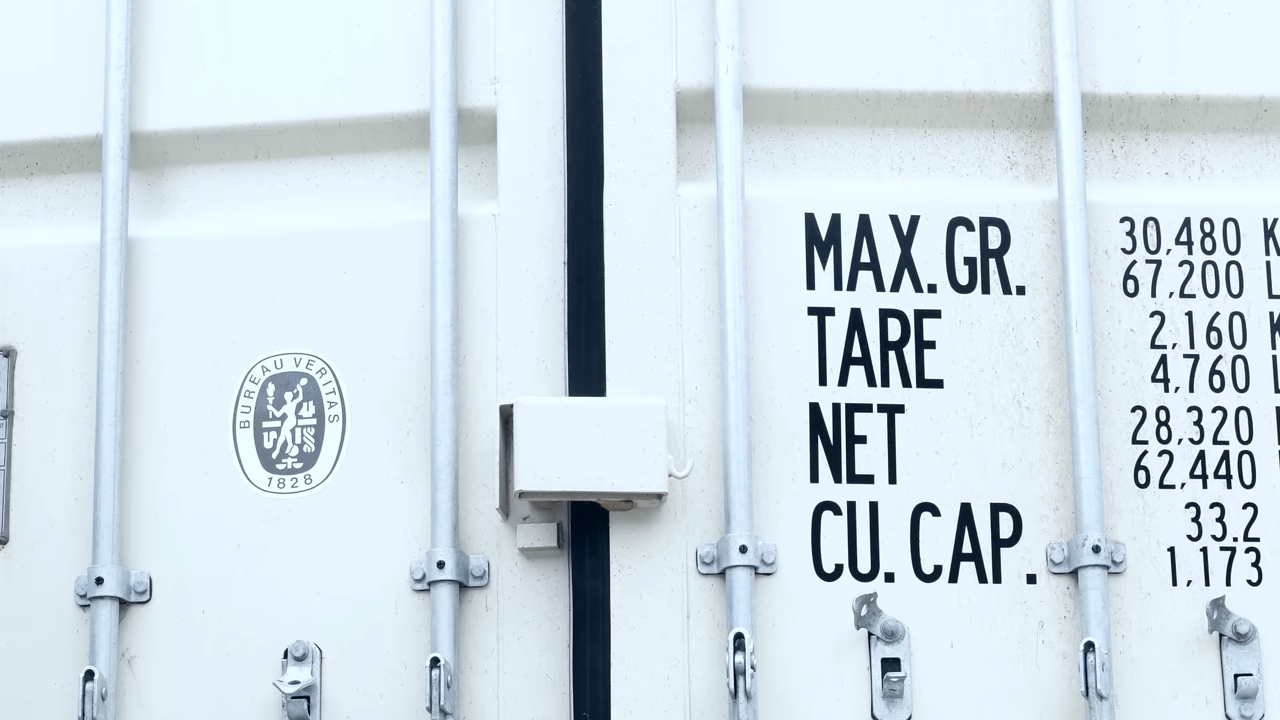 BUREAU VERITAS
1828
MAX.GR. 30,480 K
67,200 L
TARE 2,160 K
4,760 L
NET 28,320
62,440
CU.CAP. 33.2
1,173